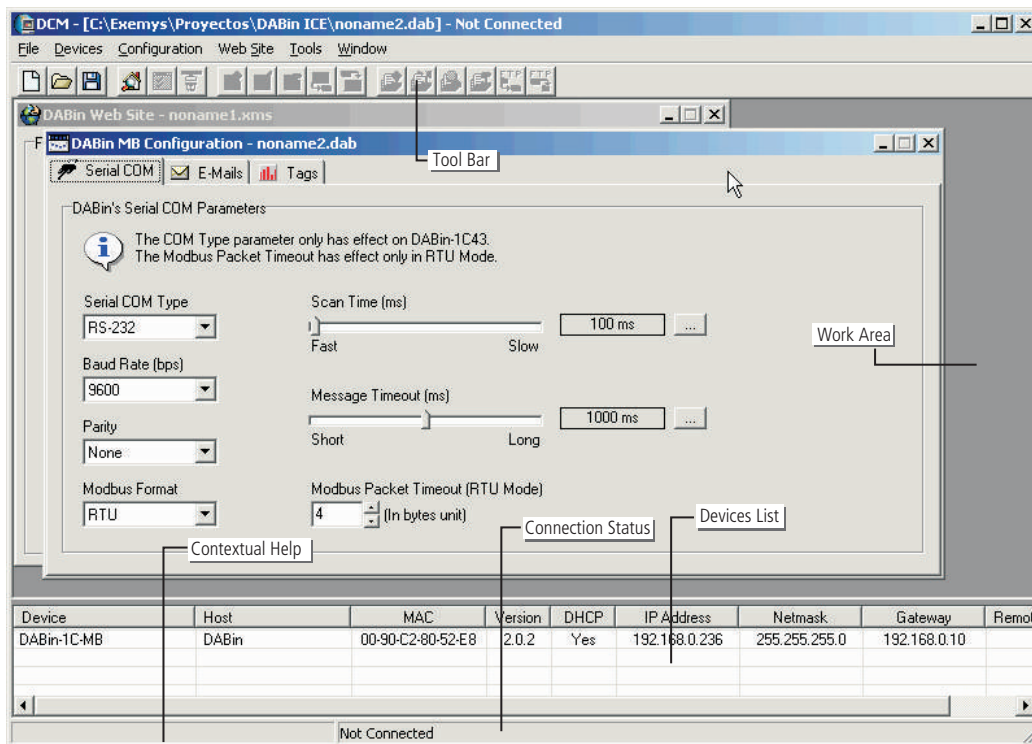 DCM - [C:\Exemys\Proyectos\DABin ICE\noname2.dab] - Not Connected
File Devices Configuration Web Site Tools Window
DABin Web Site - noname1.xms
F
DABin MB Configuration - noname2.dab
Tool Bar
Serial COM E-Mails Tags
DABin's Serial COM Parameters
The COM Type parameter only has effect on DABin-1C43.
The Modbus Packet Timeout has effect only in RTU Mode.
Serial COM Type
RS-232
Scan Time (ms)
100 ms ...
Fast Slow
Work Area
Baud Rate (bps)
9600
Message Timeout (ms)
1000 ms ...
Short Long
Parity
None
Modbus Format
RTU
Modbus Packet Timeout (RTU Mode)
4 (In bytes unit)
Devices List
Connection Status
Contextual Help
Device Host MAC Version DHCP IP Address Netmask Gateway Remot
DABin-1C-MB DABin 00-90-C2-80-52-E8 2.0.2 Yes 192.168.0.236 255.255.255.0 192.168.0.10
Not Connected